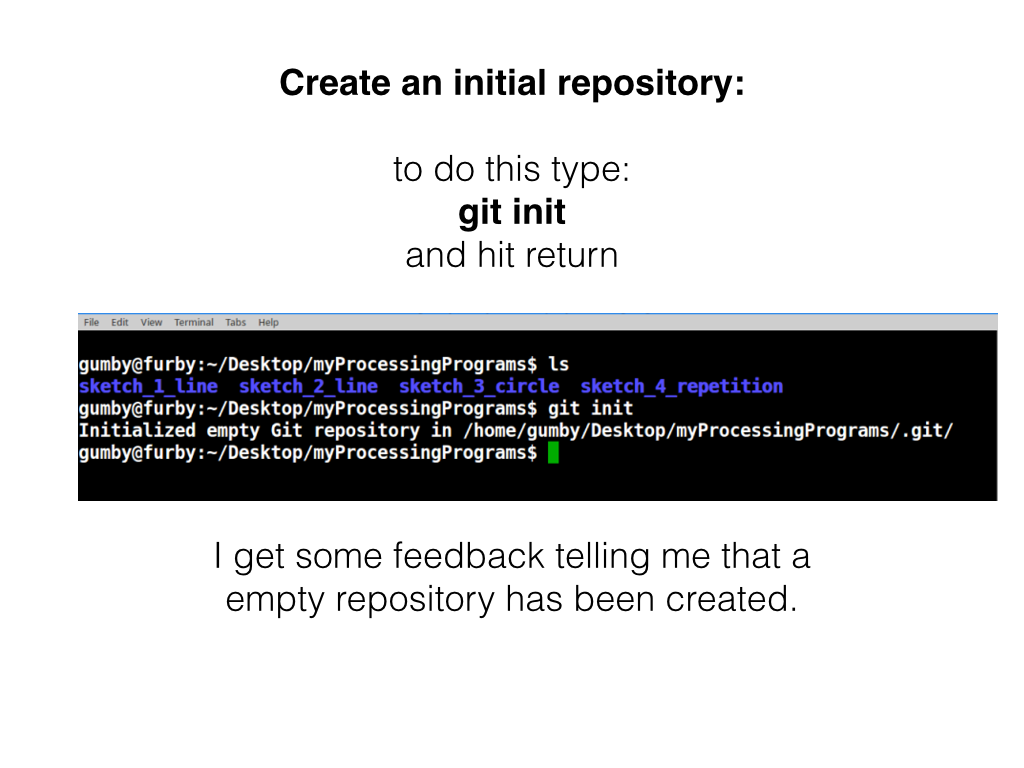 Create an initial repository:
to do this type:
git init
and hit return
File Edit View Terminal Tabs Help
gumby@furby:~/Desktop/myProcessingPrograms$ ls
sketch_1_line sketch_2_line sketch_3_circle sketch_4_repetition
gumby@furby:~/Desktop/myProcessingPrograms$ git init
Initialized empty Git repository in /home/gumby/Desktop/myProcessingPrograms/.git/
gumby@furby:~/Desktop/myProcessingPrograms$
I get some feedback telling me that a
empty repository has been created.